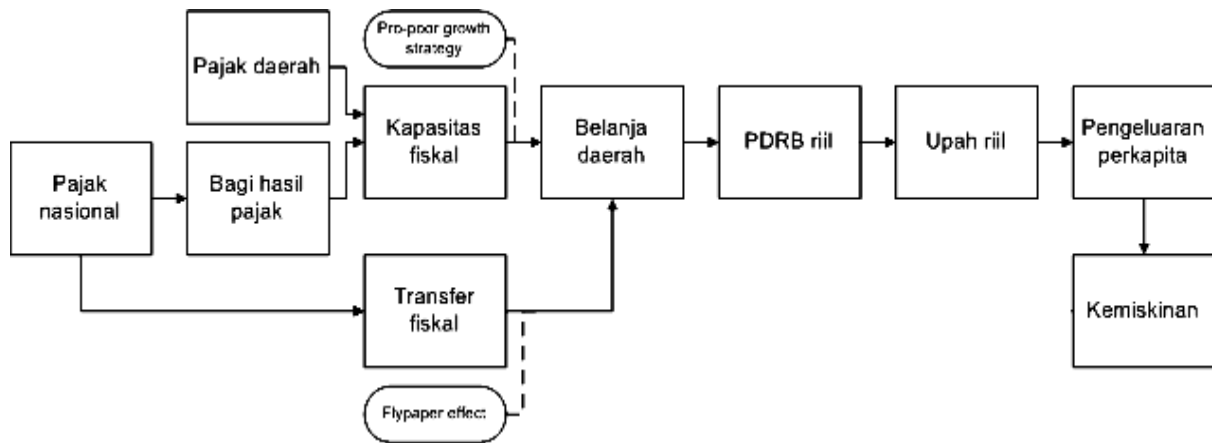 Pro-poor growth
strategy
Pajak daerah
Kapasitas
fiskal
Belanja
daerah
PDRB riil
Upah riil
Pengeluaran
perkapita
Pajak
nasional
Bagi hasil
pajak
Transfer
fiskal
Kemiskinan
Flypaper effect